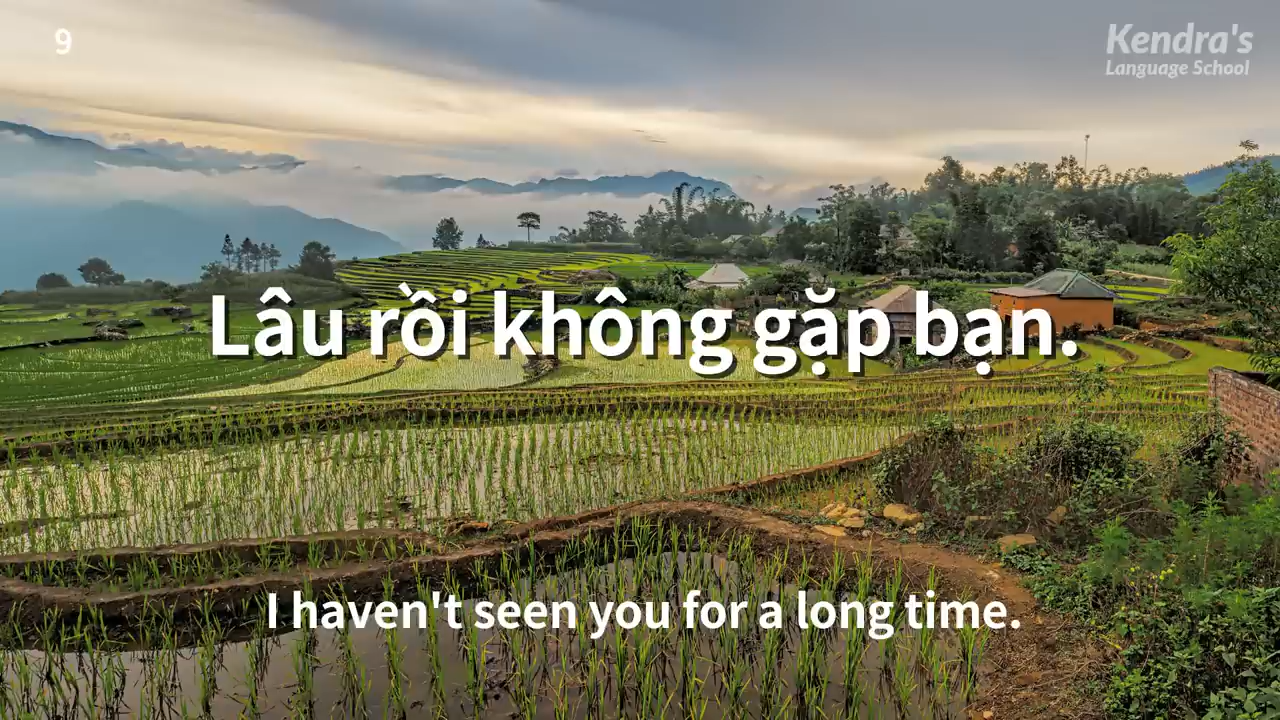 9
Kendra's
Language School
Lâu rồi không gặp bạn.
I haven't seen you for a long time.